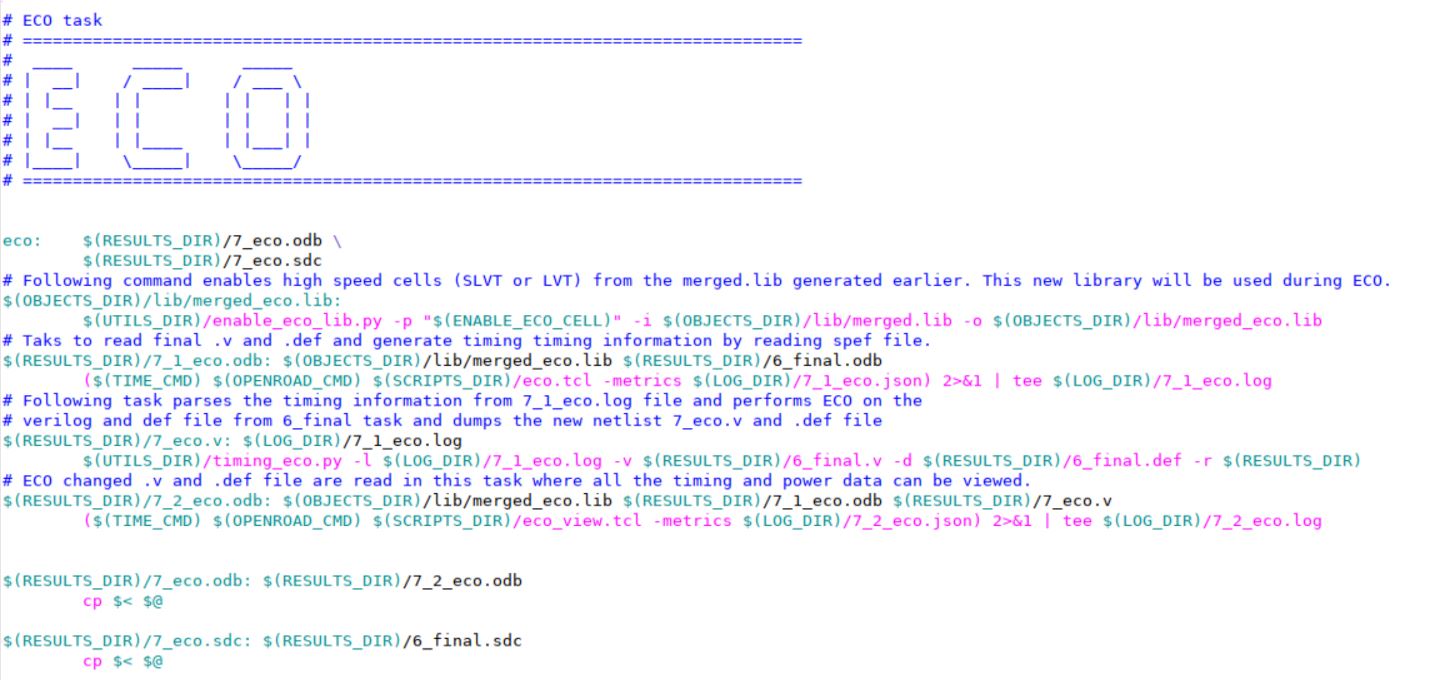 # ECO task
# ==============================================================================
#  ____      _____      _____
# |  __|    / ____|    / ___ \
# | |__    | |        | |   | |
# |  __|   | |        | |   | |
# | |__    | |____    | |___| |
# |____|    \_____|    \_____/
# ==============================================================================
eco:    $(RESULTS_DIR)/7_eco.odb \
        $(RESULTS_DIR)/7_eco.sdc
# Following command enables high speed cells (SLVT or LVT) from the merged.lib generated earlier. This new library will be used during ECO.
$(OBJECTS_DIR)/lib/merged_eco.lib:
        $(UTILS_DIR)/enable_eco_lib.py -p "$(ENABLE_ECO_CELL)" -i $(OBJECTS_DIR)/lib/merged.lib -o $(OBJECTS_DIR)/lib/merged_eco.lib
# Taks to read final .v and .def and generate timing timing information by reading spef file.
$(RESULTS_DIR)/7_1_eco.odb: $(OBJECTS_DIR)/lib/merged_eco.lib $(RESULTS_DIR)/6_final.odb
        ($(TIME_CMD) $(OPENROAD_CMD) $(SCRIPTS_DIR)/eco.tcl -metrics $(LOG_DIR)/7_1_eco.json) 2>&1 | tee $(LOG_DIR)/7_1_eco.log
# Following task parses the timing information from 7_1_eco.log file and performs ECO on the
# verilog and def file from 6_final task and dumps the new netlist 7_eco.v and .def file
$(RESULTS_DIR)/7_eco.v: $(LOG_DIR)/7_1_eco.log
        $(UTILS_DIR)/timing_eco.py -l $(LOG_DIR)/7_1_eco.log -v $(RESULTS_DIR)/6_final.v -d $(RESULTS_DIR)/6_final.def -r $(RESULTS_DIR)
# ECO changed .v and .def file are read in this task where all the timing and power data can be viewed.
$(RESULTS_DIR)/7_2_eco.odb: $(OBJECTS_DIR)/lib/merged_eco.lib $(RESULTS_DIR)/7_1_eco.odb $(RESULTS_DIR)/7_eco.v
        ($(TIME_CMD) $(OPENROAD_CMD) $(SCRIPTS_DIR)/eco_view.tcl -metrics $(LOG_DIR)/7_2_eco.json) 2>&1 | tee $(LOG_DIR)/7_2_eco.log
$(RESULTS_DIR)/7_eco.odb: $(RESULTS_DIR)/7_2_eco.odb
        cp $< $@
$(RESULTS_DIR)/7_eco.sdc: $(RESULTS_DIR)/6_final.sdc
        cp $< $@